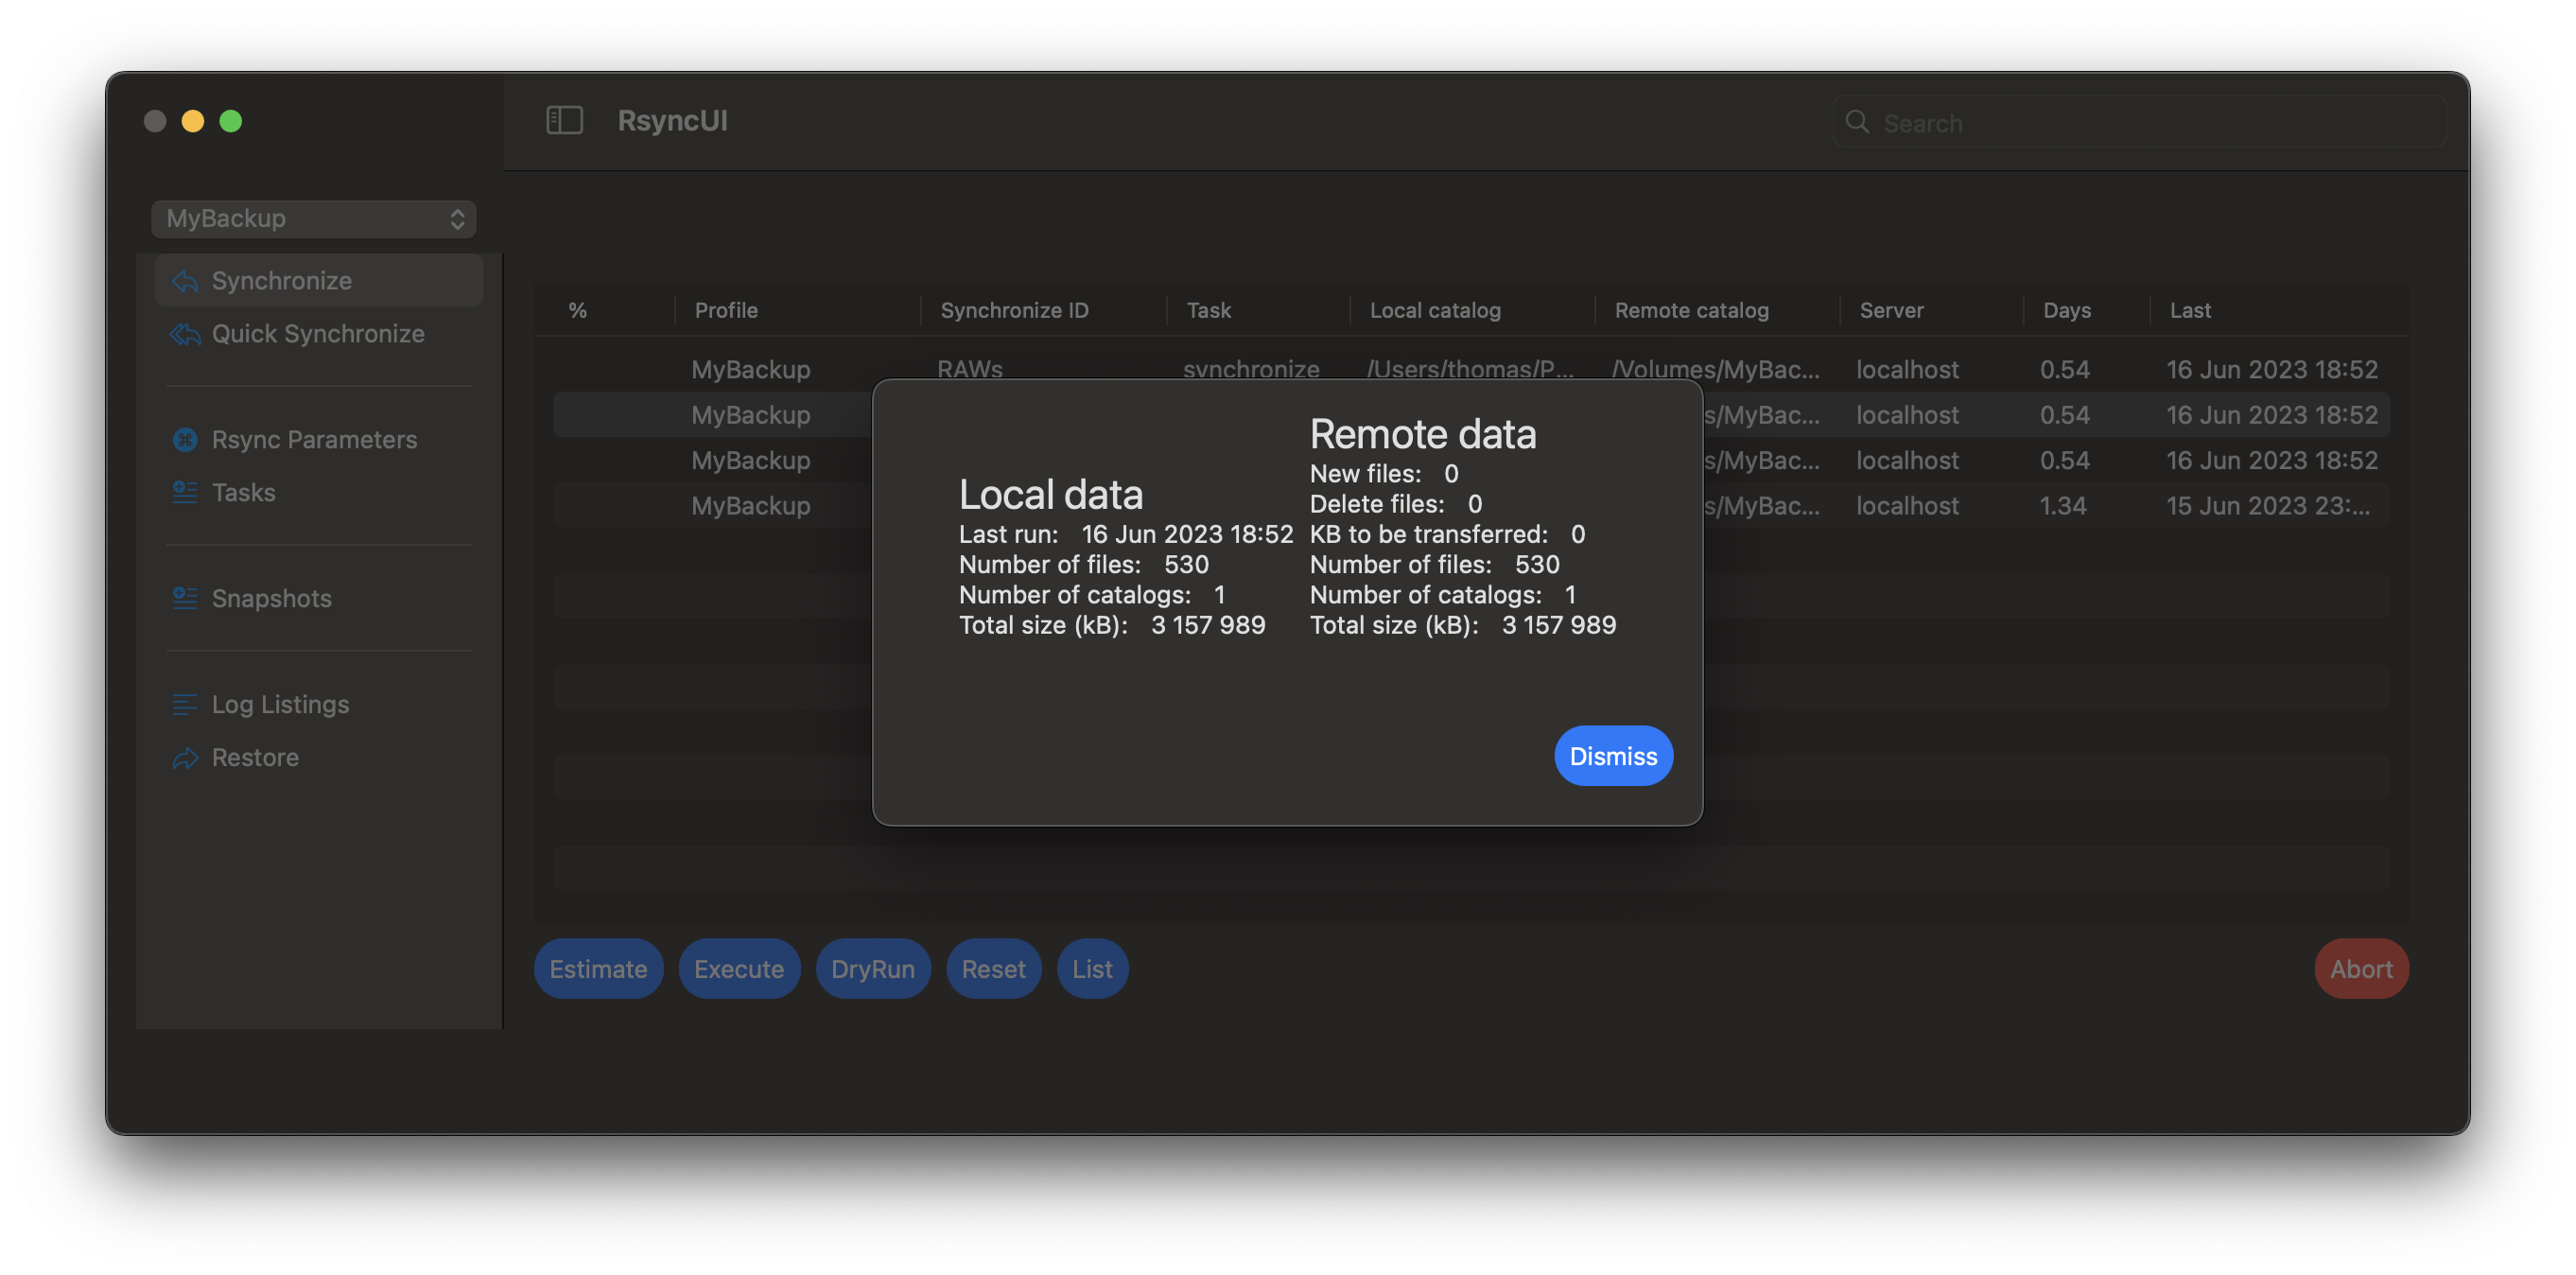 RsyncUI
Search
MyBackup
Synchronize
Quick Synchronize
Rsync Parameters
Tasks
Snapshots
Log Listings
Restore
% Profile Synchronize ID Task Local catalog Remote catalog Server Days Last
MyBackup RAWs synchronize /Users/thomas/P... /Volumes/MyBac... localhost 0.54 16 Jun 2023 18:52
MyBackup s/MyBac... localhost 0.54 16 Jun 2023 18:52
MyBackup s/MyBac... localhost 0.54 16 Jun 2023 18:52
MyBackup s/MyBac... localhost 1.34 15 Jun 2023 23:...
Local data
Last run: 16 Jun 2023 18:52
Number of files: 530
Number of catalogs: 1
Total size (kB): 3 157 989
Remote data
New files: 0
Delete files: 0
KB to be transferred: 0
Number of files: 530
Number of catalogs: 1
Total size (kB): 3 157 989
Dismiss
Estimate Execute DryRun Reset List Abort